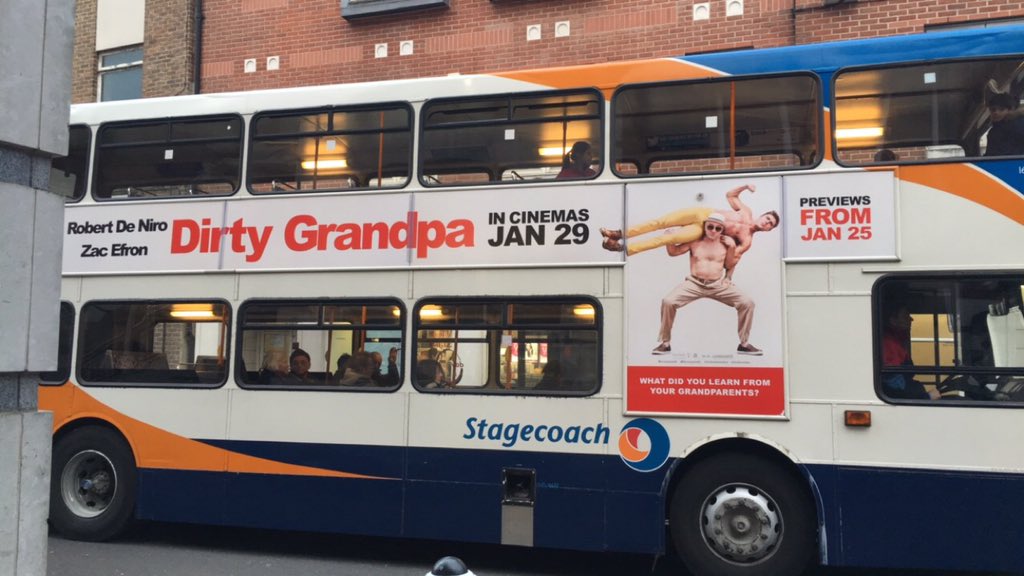 Robert De Niro
Zac Efron
Dirty Grandpa
IN CINEMAS
JAN 29
PREVIEWS
FROM
JAN 25
WHAT DID YOU LEARN FROM
YOUR GRANDPARENTS?
Stagecoach